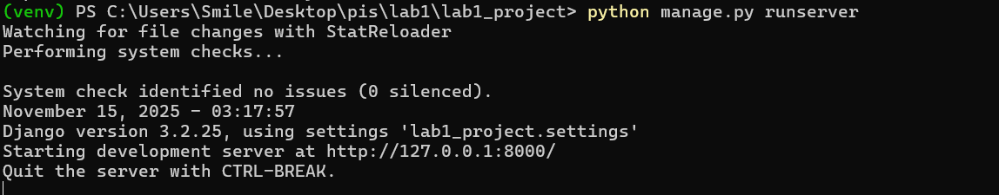 (venv) PS C:\Users\Smile\Desktop\pis\lab1\lab1_project> python manage.py runserver
Watching for file changes with StatReloader
Performing system checks...

System check identified no issues (0 silenced).
November 15, 2025 - 03:17:57
Django version 3.2.25, using settings 'lab1_project.settings'
Starting development server at http://127.0.0.1:8000/
Quit the server with CTRL-BREAK.